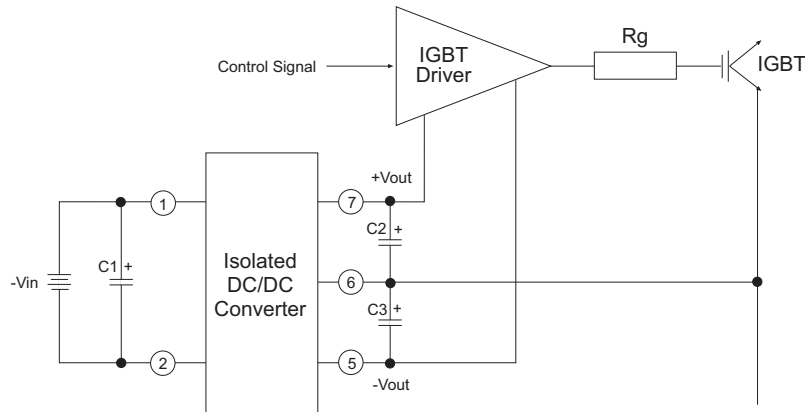 Rg
IGBT
Driver
IGBT
Control Signal
+Vout
1
7
C2 +
C1 +
-Vin
Isolated
DC/DC
Converter
6
C3 +
2
5
-Vout